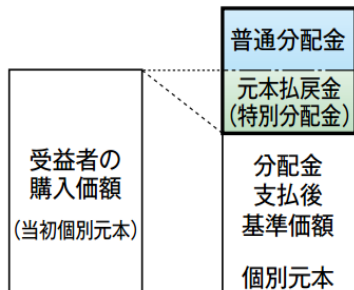 普通分配金
元本払戻金
(特別分配金)
受益者の
購入価額
(当初個別元本)
分配金
支払後
基準価額
個別元本